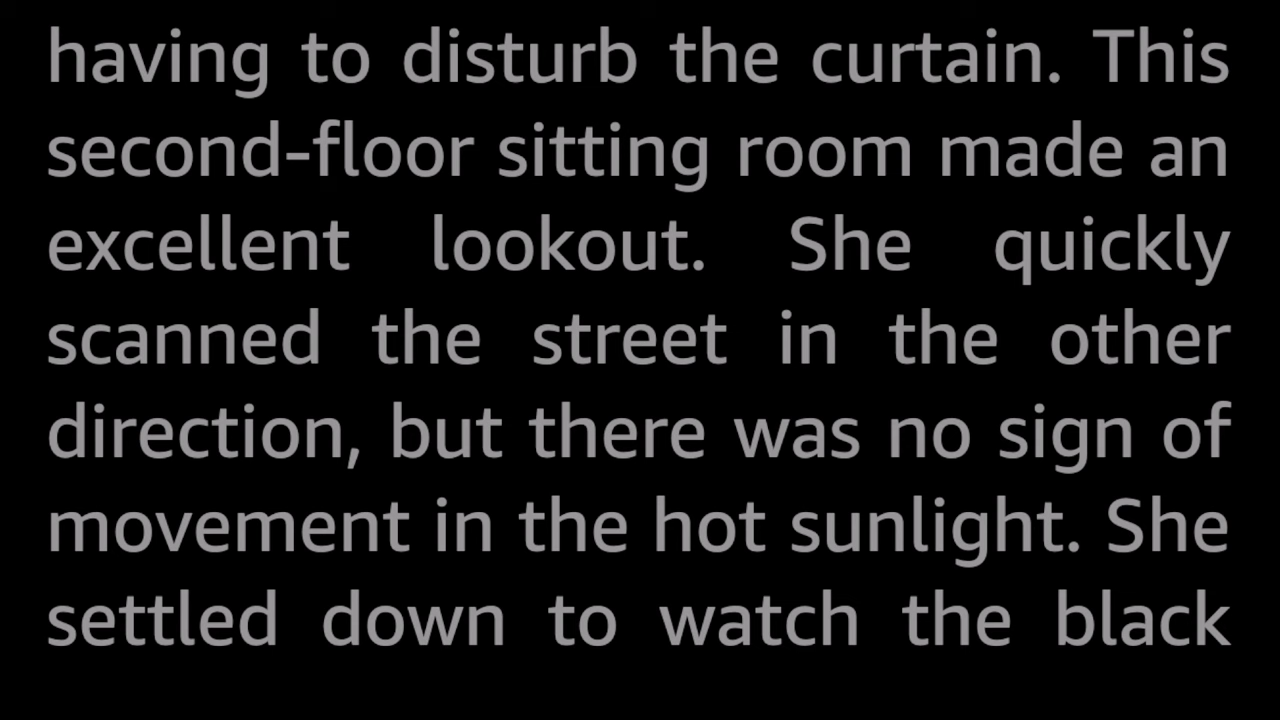 having to disturb the curtain. This
second-floor sitting room made an
excellent lookout. She quickly
scanned the street in the other
direction, but there was no sign of
movement in the hot sunlight. She
settled down to watch the black